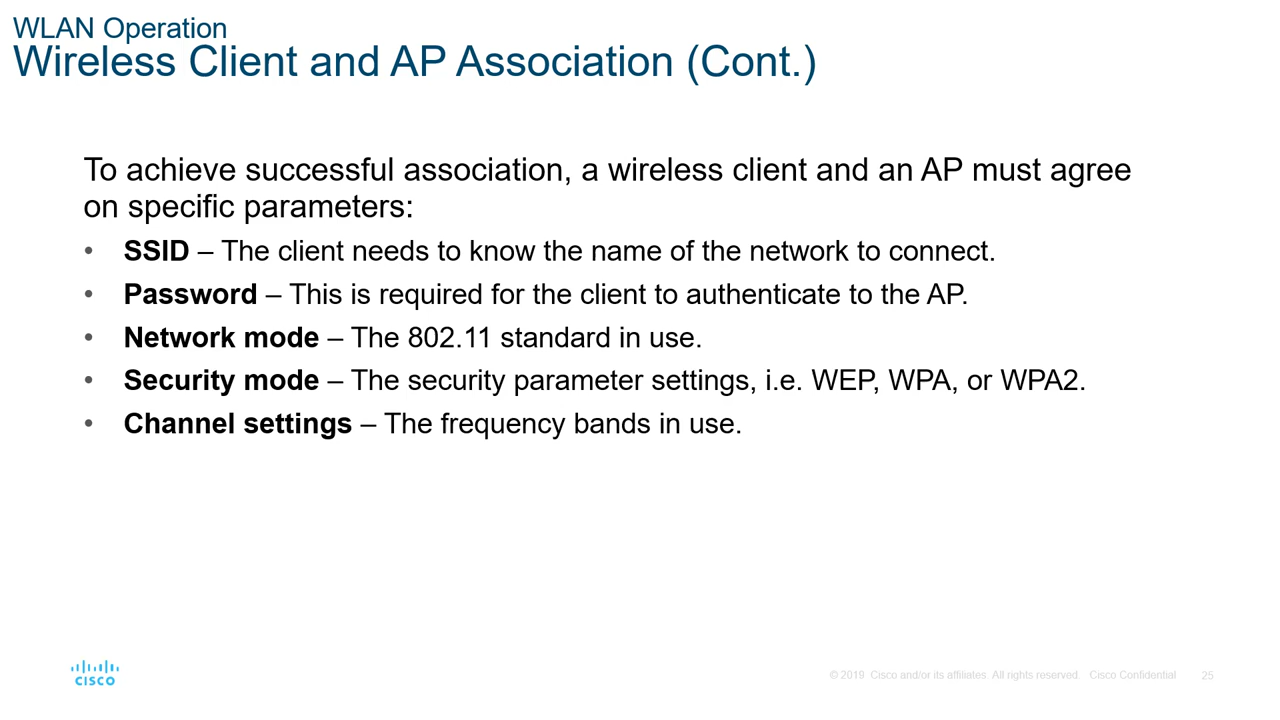 WLAN Operation
Wireless Client and AP Association (Cont.)
To achieve successful association, a wireless client and an AP must agree
on specific parameters:
• SSID – The client needs to know the name of the network to connect.
• Password – This is required for the client to authenticate to the AP.
• Network mode – The 802.11 standard in use.
• Security mode – The security parameter settings, i.e. WEP, WPA, or WPA2.
• Channel settings – The frequency bands in use.
CISCO
© 2019 Cisco and/or its affiliates. All rights reserved. Cisco Confidential 25